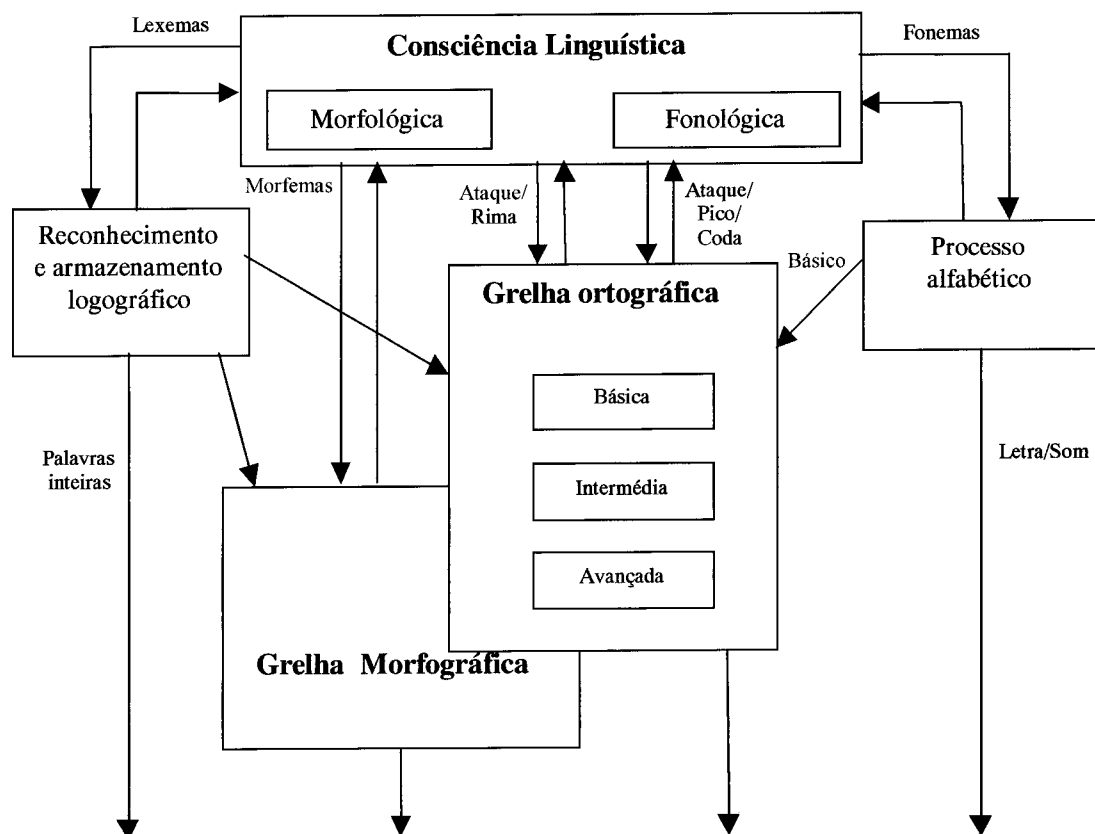 Lexemas
Consciência Linguística
Fonemas
Morfológica
Fonológica
Morfemas
Ataque/
Rima
Ataque/
Pico/
Coda
Reconhecimento
e armazenamento
logográfico
Básico
Processo
alfabético
Grelha ortográfica
Básica
Intermédia
Avançada
Palavras
inteiras
Letra/Som
Grelha Morfográfica